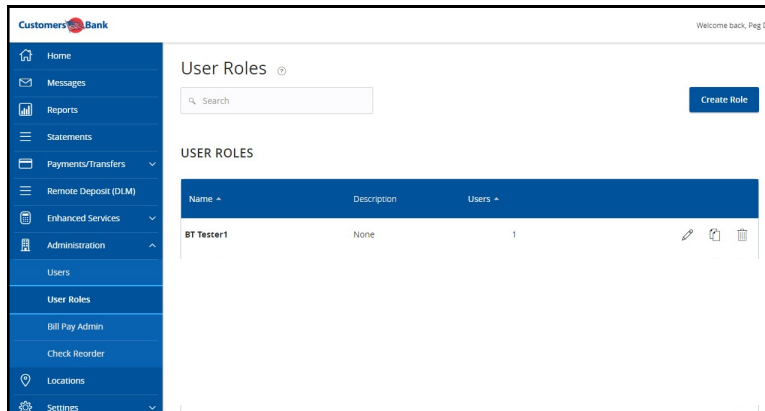 Customers Bank
Welcome back, Peg
Home
Messages
Reports
Statements
Payments/Transfers
Remote Deposit (DLM)
Enhanced Services
Administration
Users
User Roles
Bill Pay Admin
Check Reorder
Locations
Settings
User Roles
Search
Create Role
USER ROLES
Name Description Users
BT Tester1 None 1